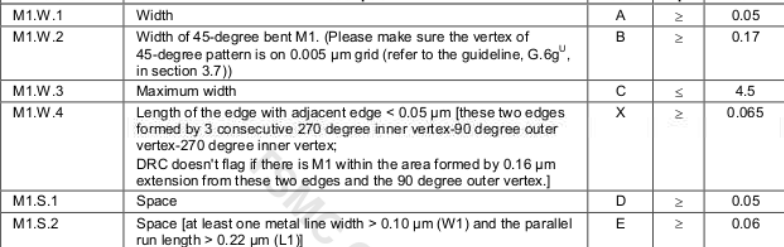 M1.W.1 Width A ≥ 0.05
M1.W.2 Width of 45-degree bent M1. (Please make sure the vertex of B ≥ 0.17
45-degree pattern is on 0.005 µm grid (refer to the guideline, G.6gᵁ,
in section 3.7))
M1.W.3 Maximum width C ≤ 4.5
M1.W.4 Length of the edge with adjacent edge < 0.05 µm [these two edges X ≥ 0.065
formed by 3 consecutive 270 degree inner vertex-90 degree outer
vertex-270 degree inner vertex;
DRC doesn't flag if there is M1 within the area formed by 0.16 µm
extension from these two edges and the 90 degree outer vertex.]
M1.S.1 Space D ≥ 0.05
M1.S.2 Space [at least one metal line width > 0.10 µm (W1) and the parallel E ≥ 0.06
run length > 0.22 µm (L1)]